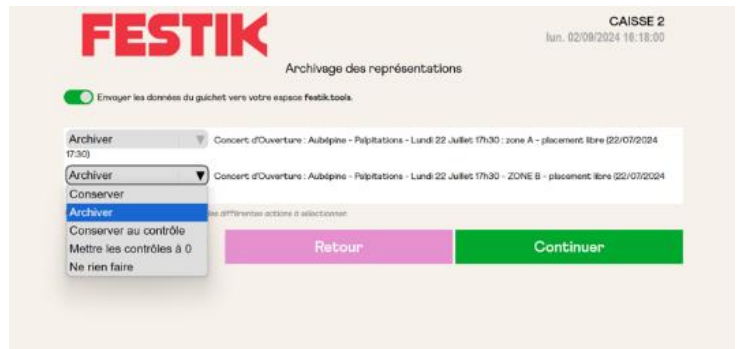 FESTIK
CAISSE 2
lun. 02/09/2024 16:18:00
Archivage des représentations
Envoyer les données du guichet vers votre espace festik.tools.
Archiver Concert d'Ouverture : Aubépine - Palpitations - Lundi 22 Juillet 17h30 : zone A - placement libre (22/07/2024
17:30)
Archiver Concert d'Ouverture : Aubépine - Palpitations - Lundi 22 Juillet 17h30 - ZONE B - placement libre (22/07/2024
Conserver
Archiver différentes actions à sélectionner
Conserver au contrôle
Mettre les contrôles à 0
Ne rien faire
Retour
Continuer